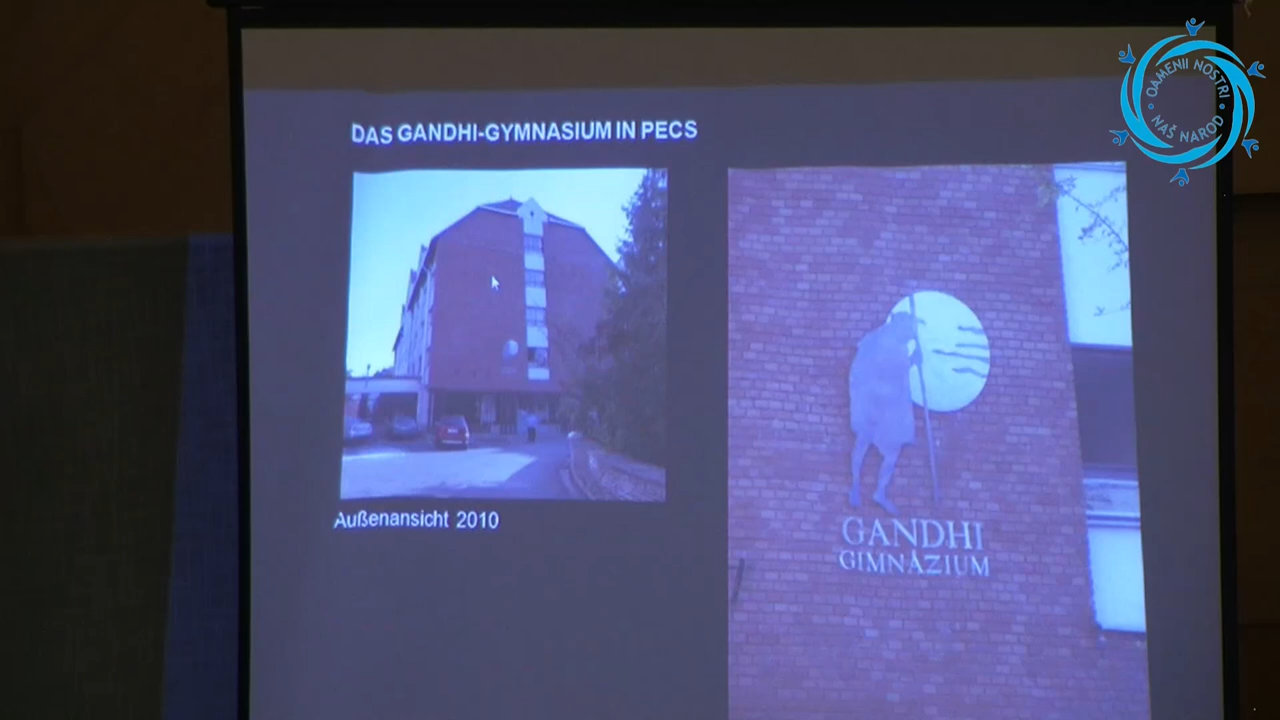 DAS GANDHI-GYMNASIUM IN PECS
Außenansicht 2010
GANDHI
GIMNÁZIUM
OAMENII NOSTRI
NAŠ NAROD